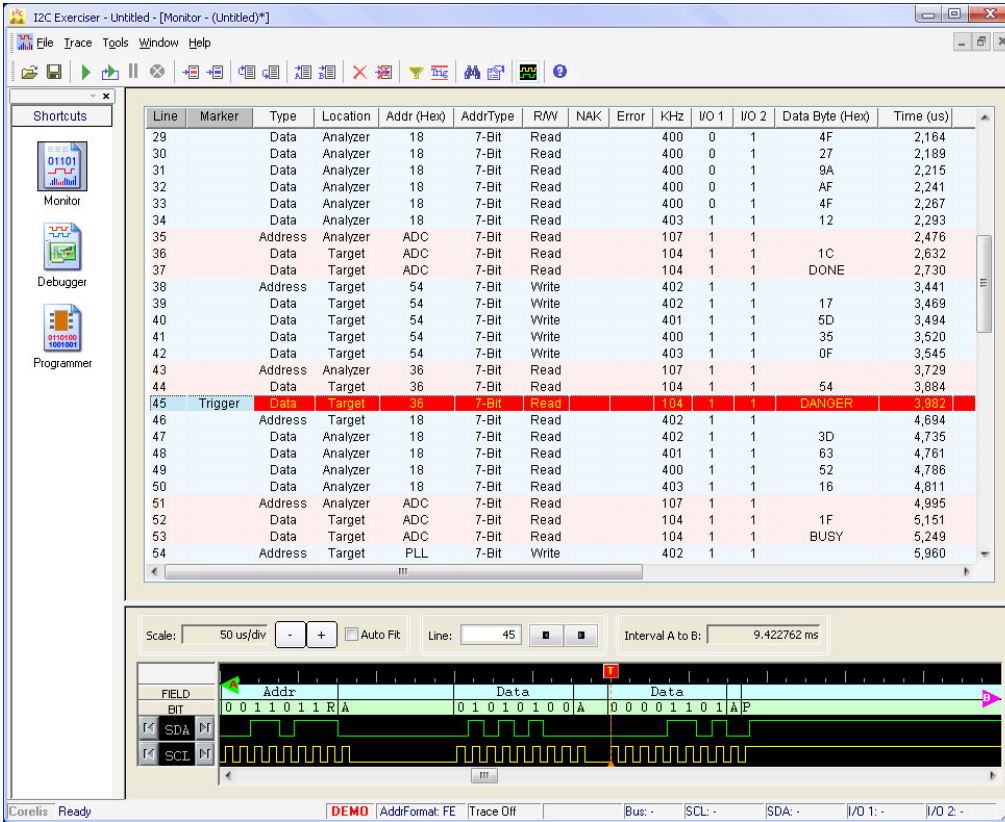 I2C Exerciser - Untitled - [Monitor - (Untitled)*]
File Trace Tools Window Help
Shortcuts
Monitor
Debugger
Programmer
Line Marker Type Location Addr (Hex) AddrType R/W NAK Error KHz I/O 1 I/O 2 Data Byte (Hex) Time (us)
29 Data Analyzer 18 7-Bit Read 400 0 1 4F 2,164
30 Data Analyzer 18 7-Bit Read 400 0 1 27 2,189
31 Data Analyzer 18 7-Bit Read 400 0 1 9A 2,215
32 Data Analyzer 18 7-Bit Read 400 0 1 AF 2,241
33 Data Analyzer 18 7-Bit Read 400 0 1 4F 2,267
34 Data Analyzer 18 7-Bit Read 403 1 1 12 2,293
35 Address Analyzer ADC 7-Bit Read 107 1 1 2,476
36 Data Target ADC 7-Bit Read 104 1 1 1C 2,632
37 Data Target ADC 7-Bit Read 104 1 1 DONE 2,730
38 Address Target 54 7-Bit Write 402 1 1 3,441
39 Data Target 54 7-Bit Write 402 1 1 17 3,469
40 Data Target 54 7-Bit Write 401 1 1 5D 3,494
41 Data Target 54 7-Bit Write 400 1 1 35 3,520
42 Data Target 54 7-Bit Write 403 1 1 0F 3,545
43 Address Analyzer 36 7-Bit Read 107 1 1 3,729
44 Data Target 36 7-Bit Read 104 1 1 54 3,884
45 Trigger Data Target 36 7-Bit Read 104 1 1 DANGER 3,982
46 Address Target 18 7-Bit Read 402 1 1 4,694
47 Data Analyzer 18 7-Bit Read 402 1 1 3D 4,735
48 Data Analyzer 18 7-Bit Read 401 1 1 63 4,761
49 Data Analyzer 18 7-Bit Read 400 1 1 52 4,786
50 Data Analyzer 18 7-Bit Read 403 1 1 16 4,811
51 Address Analyzer ADC 7-Bit Read 107 1 1 4,995
52 Data Target ADC 7-Bit Read 104 1 1 1F 5,151
53 Data Target ADC 7-Bit Read 104 1 1 BUSY 5,249
54 Address Target PLL 7-Bit Write 402 1 1 5,960
Scale: 50 us/div - + Auto Fit Line: 45 Interval A to B: 9.422762 ms
T
A B
FIELD Addr Data Data
BIT 0 0 1 1 0 1 1 R A 0 1 0 1 0 1 0 0 A 0 0 0 0 1 1 0 1 A P
SDA
SCL
Corelis Ready DEMO AddrFormat: FE Trace Off Bus: - SCL: - SDA: - I/O 1: - I/O 2: -